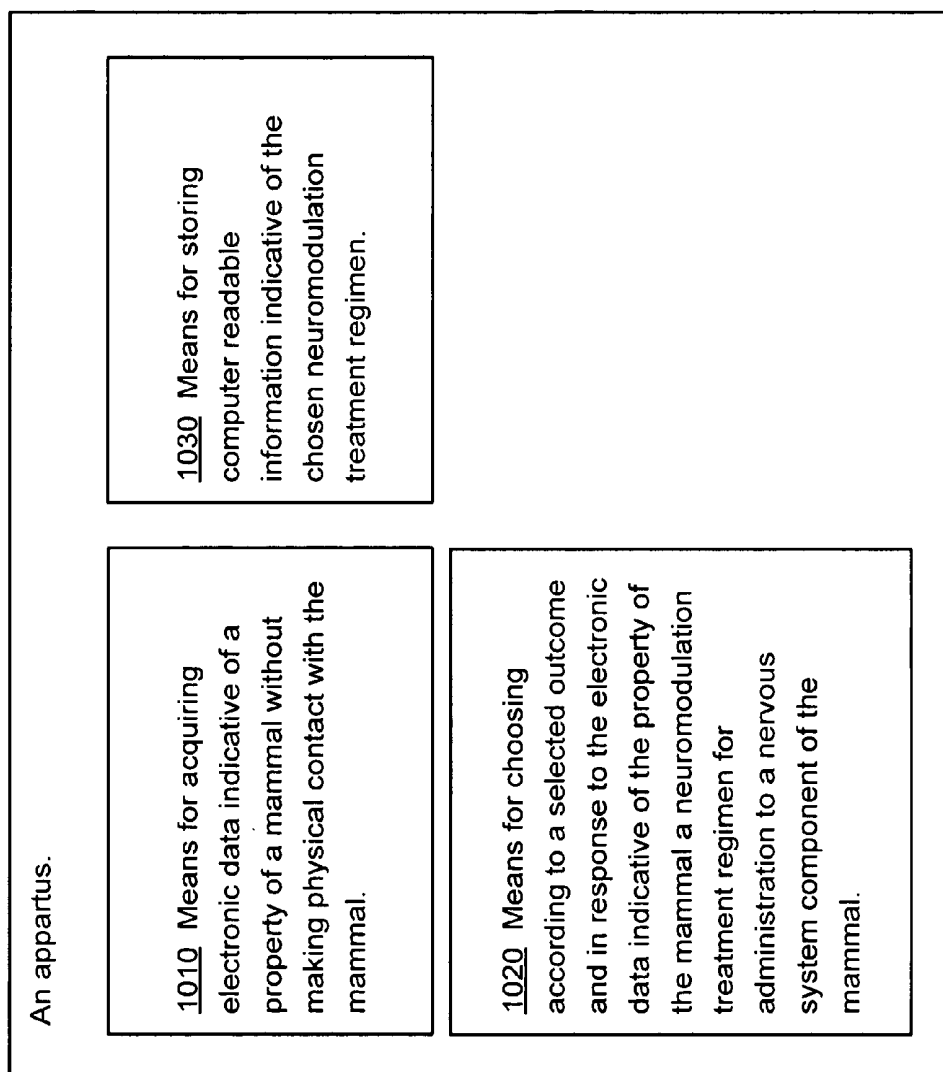 An appartus.
1010 Means for acquiring
electronic data indicative of a
property of a mammal without
making physical contact with the
mammal.
1020 Means for choosing
according to a selected outcome
and in response to the electronic
data indicative of the property of
the mammal a neuromodulation
treatment regimen for
administration to a nervous
system component of the
mammal.
1030 Means for storing
computer readable
information indicative of the
chosen neuromodulation
treatment regimen.